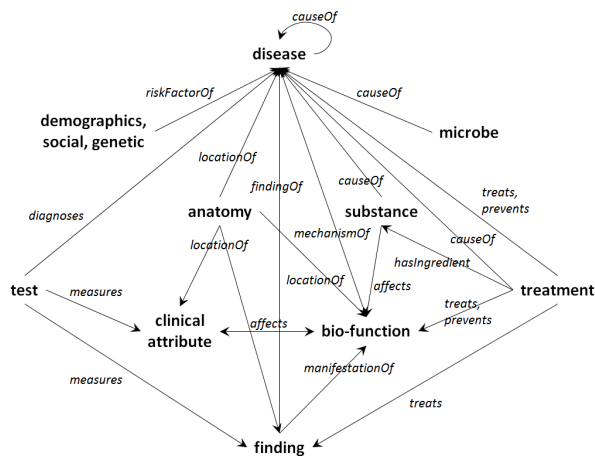 causeOf
disease
riskFactorOf
causeOf
demographics,
social, genetic
microbe
locationOf
findingOf
causeOf
treats,
prevents
diagnoses
anatomy
substance
mechanismOf
causeOf
locationOf
hasIngredient
locationOf
affects
test
measures
treatment
treats,
prevents
clinical
attribute
affects
bio-function
manifestationOf
measures
treats
finding